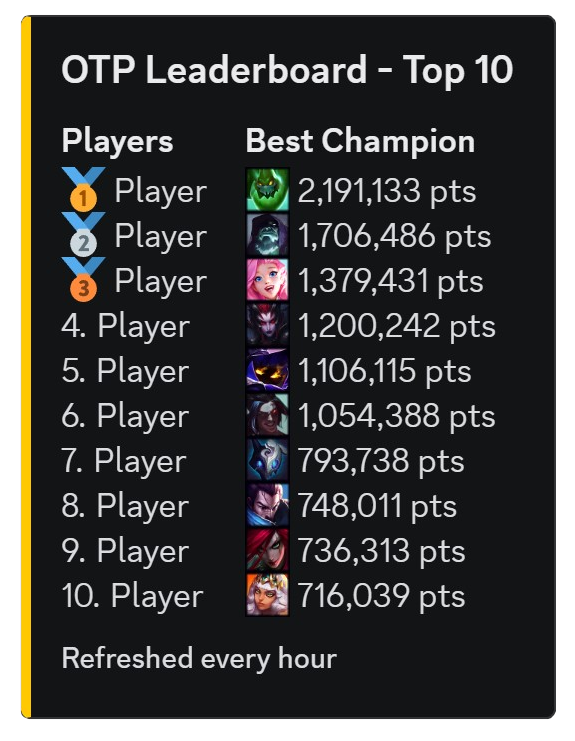 OTP Leaderboard - Top 10
Players Best Champion
1 Player 2,191,133 pts
2 Player 1,706,486 pts
3 Player 1,379,431 pts
4. Player 1,200,242 pts
5. Player 1,106,115 pts
6. Player 1,054,388 pts
7. Player 793,738 pts
8. Player 748,011 pts
9. Player 736,313 pts
10. Player 716,039 pts
Refreshed every hour